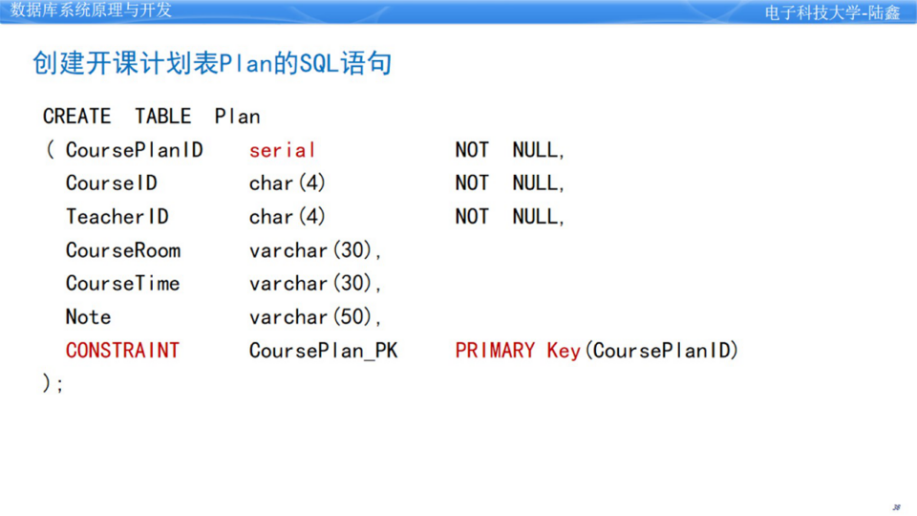 数据库系统原理与开发
电子科技大学-陆鑫
创建开课计划表Plan的SQL语句
CREATE TABLE Plan
( CoursePlanID serial NOT NULL,
CourseID char(4) NOT NULL,
TeacherID char(4) NOT NULL,
CourseRoom varchar(30),
CourseTime varchar(30),
Note varchar(50),
CONSTRAINT CoursePlan_PK PRIMARY Key(CoursePlanID)
);